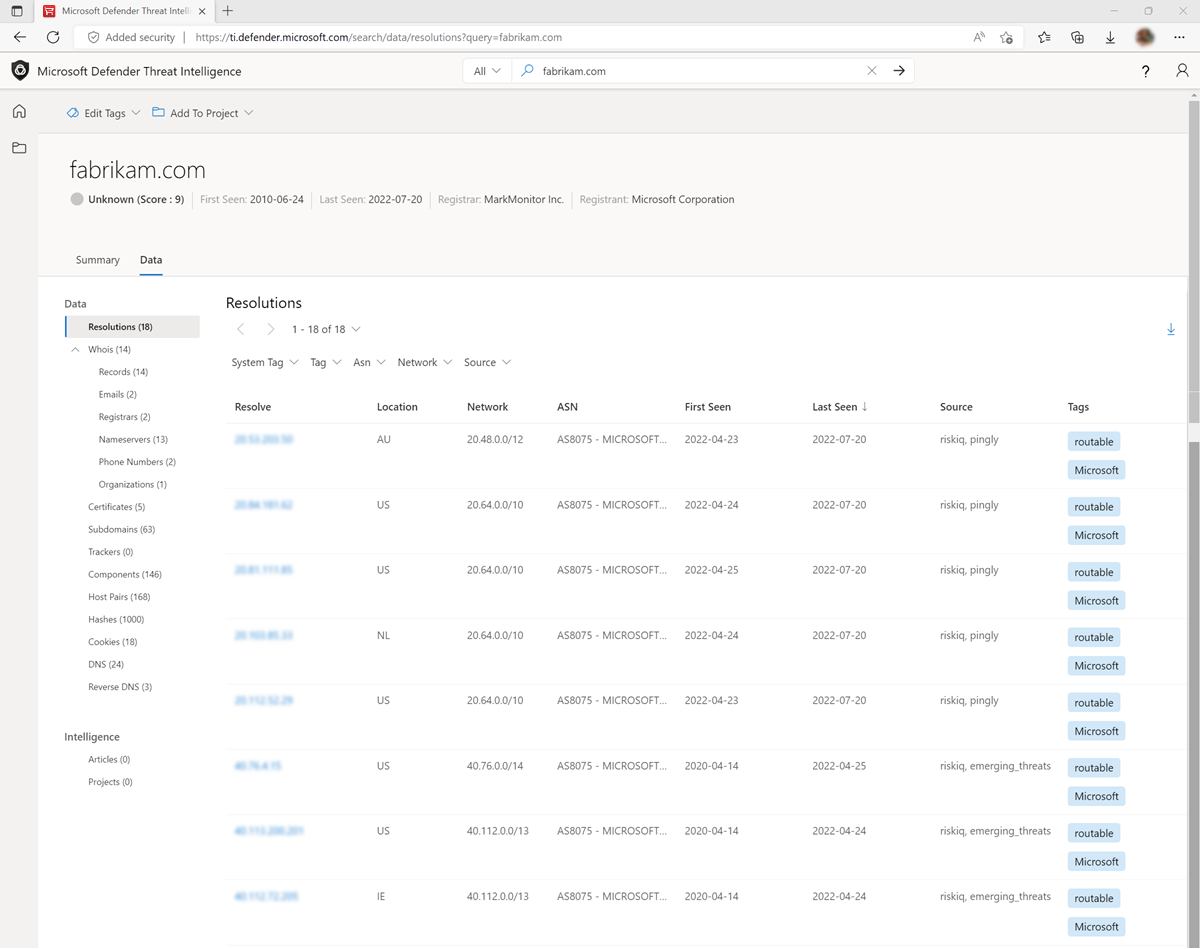 Microsoft Defender Threat Intelli
Added security | https://ti.defender.microsoft.com/search/data/resolutions?query=fabrikam.com
Microsoft Defender Threat Intelligence All fabrikam.com ?
Edit Tags Add To Project
fabrikam.com
Unknown (Score : 9) First Seen: 2010-06-24 Last Seen: 2022-07-20 Registrar: MarkMonitor Inc. Registrant: Microsoft Corporation
Summary Data
Data
Resolutions (18)
Whois (14)
Records (14)
Emails (2)
Registrars (2)
Nameservers (13)
Phone Numbers (2)
Organizations (1)
Certificates (5)
Subdomains (63)
Trackers (0)
Components (146)
Host Pairs (168)
Hashes (1000)
Cookies (18)
DNS (24)
Reverse DNS (3)
Intelligence
Articles (0)
Projects (0)
Resolutions
1 - 18 of 18
System Tag Tag Asn Network Source
Resolve Location Network ASN First Seen Last Seen ↓ Source Tags
AU 20.48.0.0/12 AS8075 - MICROSOFT... 2022-04-23 2022-07-20 riskiq, pingly routable
Microsoft
US 20.64.0.0/10 AS8075 - MICROSOFT... 2022-04-24 2022-07-20 riskiq, pingly routable
Microsoft
US 20.64.0.0/10 AS8075 - MICROSOFT... 2022-04-25 2022-07-20 riskiq, pingly routable
Microsoft
NL 20.64.0.0/10 AS8075 - MICROSOFT... 2022-04-24 2022-07-20 riskiq, pingly routable
Microsoft
US 20.64.0.0/10 AS8075 - MICROSOFT... 2022-04-23 2022-07-20 riskiq, pingly routable
Microsoft
US 40.76.0.0/14 AS8075 - MICROSOFT... 2020-04-14 2022-04-25 riskiq, emerging_threats routable
Microsoft
US 40.112.0.0/13 AS8075 - MICROSOFT... 2020-04-14 2022-04-24 riskiq, emerging_threats routable
Microsoft
IE 40.112.0.0/13 AS8075 - MICROSOFT... 2020-04-14 2022-04-24 riskiq, emerging_threats routable
Microsoft